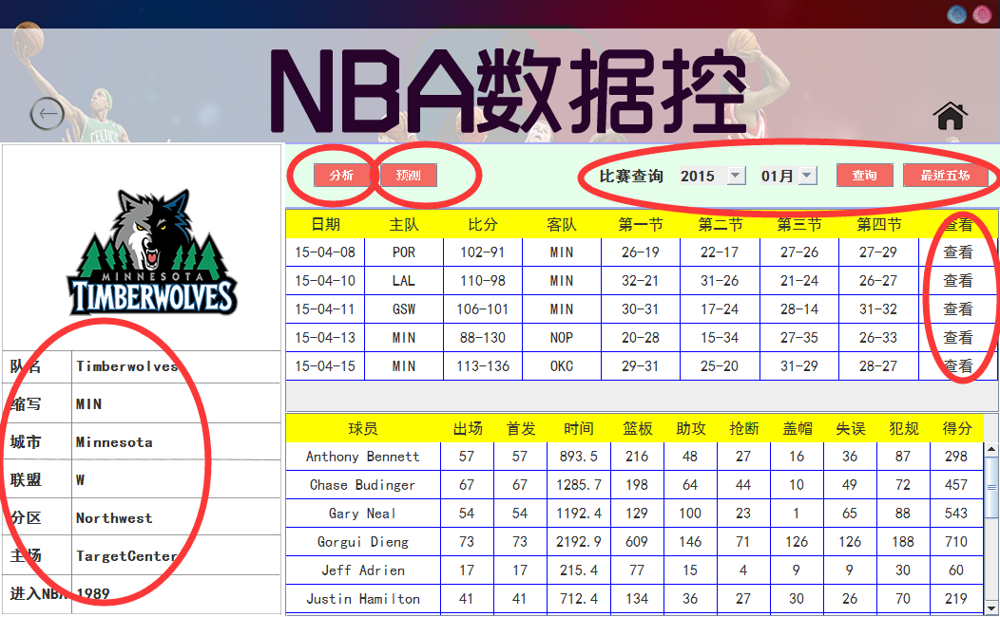 NBA数据控
CELTICS
分析 预测 比赛查询 2015 01月 查询 最近五场
MINNESOTA
TIMBERWOLVES
队名 Timberwolves
缩写 MIN
城市 Minnesota
联盟 W
分区 Northwest
主场 TargetCenter
进入NBA 1989
日期 主队 比分 客队 第一节 第二节 第三节 第四节 查看
15-04-08 POR 102-91 MIN 26-19 22-17 27-26 27-29 查看
15-04-10 LAL 110-98 MIN 32-21 31-26 21-24 26-27 查看
15-04-11 GSW 106-101 MIN 30-31 17-24 28-14 31-32 查看
15-04-13 MIN 88-130 NOP 20-28 15-34 27-35 26-33 查看
15-04-15 MIN 113-136 OKC 29-31 25-20 31-29 28-27 查看
球员 出场 首发 时间 篮板 助攻 抢断 盖帽 失误 犯规 得分
Anthony Bennett 57 57 893.5 216 48 27 16 36 87 298
Chase Budinger 67 67 1285.7 198 64 44 10 49 72 457
Gary Neal 54 54 1192.4 129 100 23 1 65 88 543
Gorgui Dieng 73 73 2192.9 609 146 71 126 126 188 710
Jeff Adrien 17 17 215.4 77 15 4 9 9 30 60
Justin Hamilton 41 41 712.4 134 36 27 30 26 70 219